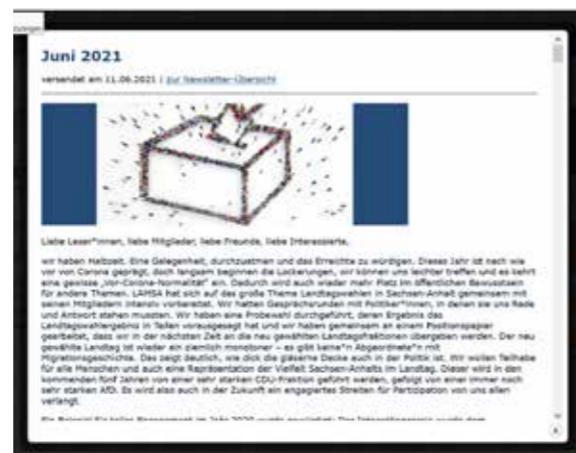 Juni 2021
versendet am 11.06.2021 | zur Newsletter-Übersicht
Liebe Leser*innen, liebe Mitglieder, liebe Freunde, liebe Interessierte,
wir haben Halbzeit. Eine Gelegenheit, durchzuatmen und das Erreichte zu würdigen. Dieses Jahr ist nach wie
vor von Corona geprägt, doch langsam beginnen die Lockerungen, wir können uns leichter treffen und es kehrt
eine gewisse „Vor-Corona-Normalität" ein. Dadurch wird auch wieder mehr Platz im öffentlichen Bewusstsein
für andere Themen. LAMSA hat sich auf das große Thema Landtagswahlen in Sachsen-Anhalt gemeinsam mit
seinen Mitgliedern intensiv vorbereitet. Wir hatten Gesprächsrunden mit Politiker*innen, in denen sie uns Rede
und Antwort stehen mussten. Wir haben eine Probewahl durchgeführt, deren Ergebnis das
Landtagswahlergebnis in Teilen vorausgesagt hat und wir haben gemeinsam an einem Positionspapier
gearbeitet, dass wir in der nächsten Zeit an die neu gewählten Landtagsfraktionen übergeben werden. Der neu
gewählte Landtag ist wieder ein ziemlich monotoner – es gibt keine*n Abgeordnete*n mit
Migrationsgeschichte. Das zeigt deutlich, wie dick die gläserne Decke auch in der Politik ist. Wir wollen Teilhabe
für alle Menschen und auch eine Repräsentation der Vielfalt Sachsen-Anhalts im Landtag. Dieser wird in den
kommenden fünf Jahren von einer sehr starken CDU-Fraktion geführt werden, gefolgt von einer immer noch
sehr starken AfD. Es wird also auch in der Zukunft ein engagiertes Streiten für Partizipation von uns allen
verlangt.